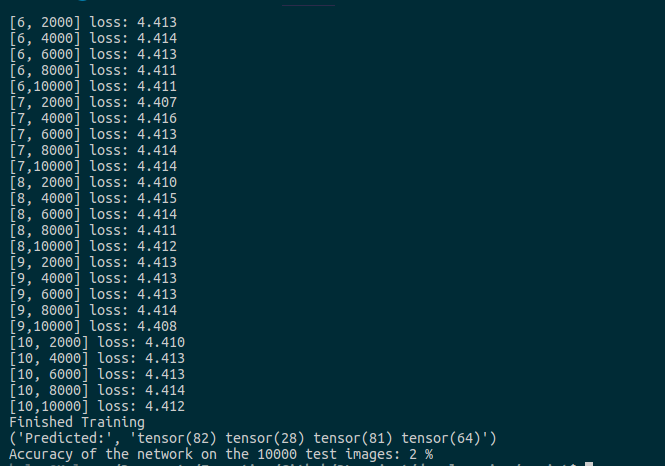 [6, 2000] loss: 4.413
[6, 4000] loss: 4.414
[6, 6000] loss: 4.413
[6, 8000] loss: 4.411
[6,10000] loss: 4.411
[7, 2000] loss: 4.407
[7, 4000] loss: 4.416
[7, 6000] loss: 4.413
[7, 8000] loss: 4.414
[7,10000] loss: 4.414
[8, 2000] loss: 4.410
[8, 4000] loss: 4.415
[8, 6000] loss: 4.414
[8, 8000] loss: 4.411
[8,10000] loss: 4.412
[9, 2000] loss: 4.413
[9, 4000] loss: 4.413
[9, 6000] loss: 4.413
[9, 8000] loss: 4.414
[9,10000] loss: 4.408
[10, 2000] loss: 4.410
[10, 4000] loss: 4.413
[10, 6000] loss: 4.413
[10, 8000] loss: 4.414
[10,10000] loss: 4.412
Finished Training
('Predicted:', 'tensor(82) tensor(28) tensor(81) tensor(64)')
Accuracy of the network on the 10000 test images: 2 %